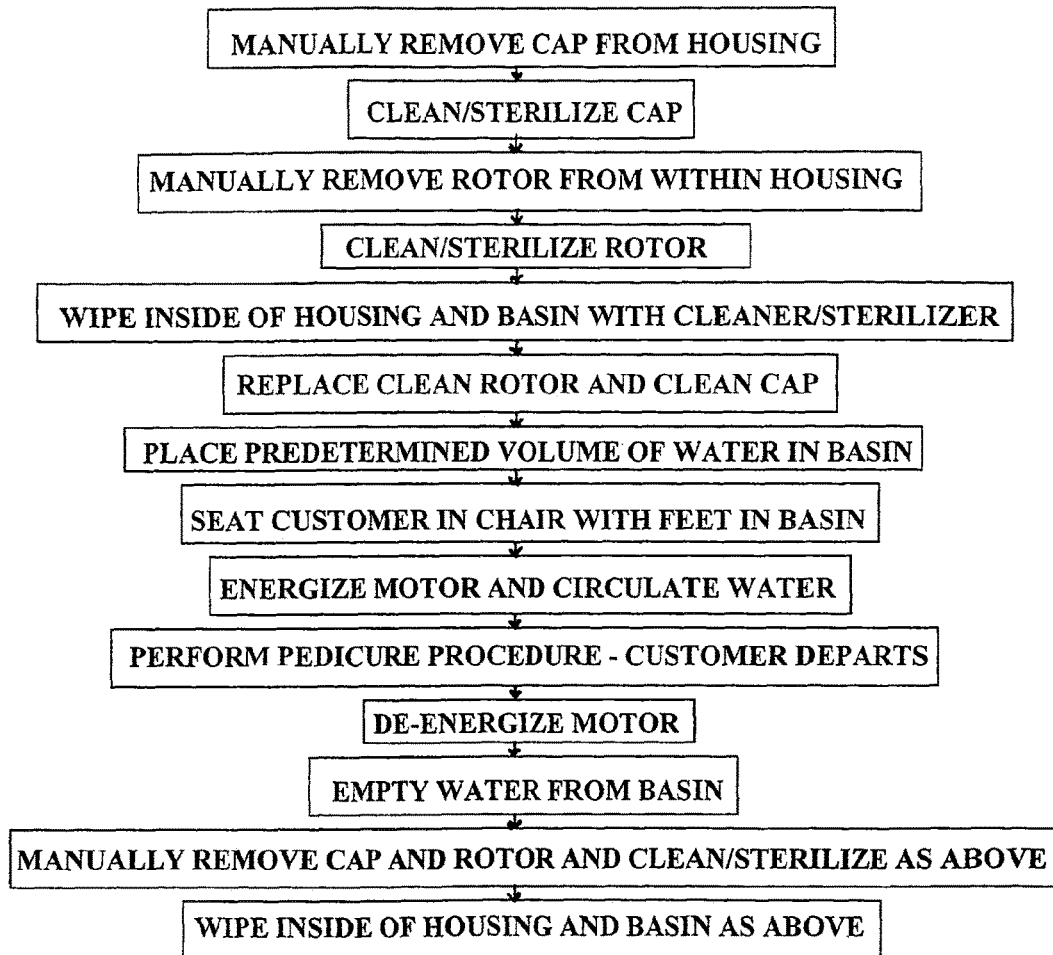 MANUALLY REMOVE CAP FROM HOUSING
CLEAN/STERILIZE CAP
MANUALLY REMOVE ROTOR FROM WITHIN HOUSING
CLEAN/STERILIZE ROTOR
WIPE INSIDE OF HOUSING AND BASIN WITH CLEANER/STERILIZER
REPLACE CLEAN ROTOR AND CLEAN CAP
PLACE PREDETERMINED VOLUME OF WATER IN BASIN
SEAT CUSTOMER IN CHAIR WITH FEET IN BASIN
ENERGIZE MOTOR AND CIRCULATE WATER
PERFORM PEDICURE PROCEDURE - CUSTOMER DEPARTS
DE-ENERGIZE MOTOR
EMPTY WATER FROM BASIN
MANUALLY REMOVE CAP AND ROTOR AND CLEAN/STERILIZE AS ABOVE
WIPE INSIDE OF HOUSING AND BASIN AS ABOVE